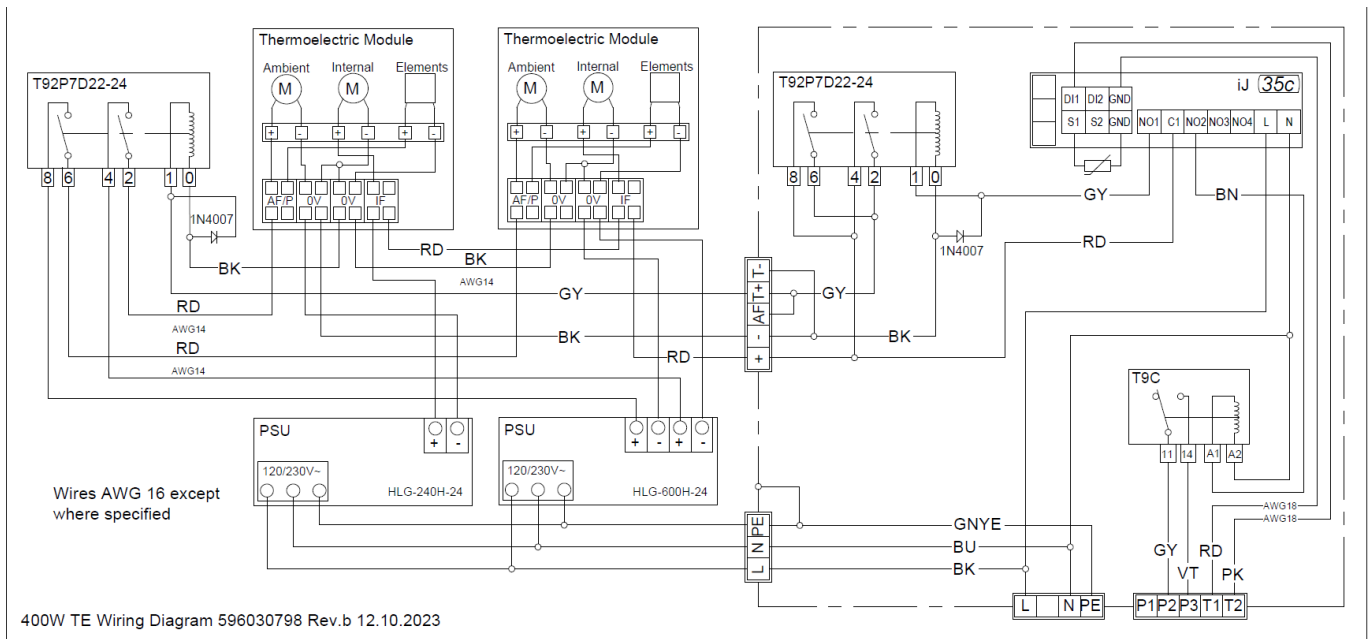 Thermoelectric Module
Thermoelectric Module
Ambient Internal Elements
Ambient Internal Elements
T92P7D22-24
T92P7D22-24
iJ 35c
M M
M M
DI1 DI2 GND
S1 S2 GND
NO1 C1 NO2 NO3 NO4 L N
+ - + - + -
+ - + - + -
8 6 4 2 1 0
8 6 4 2 1 0
AF/P 0V 0V IF
AF/P 0V 0V IF
1N4007
1N4007
GY
BN
RD
BK
RD
BK
AWG14
GY
GY
T-
T+
AF
-
+
RD
AWG14
BK
BK
RD
AWG14
RD
T9C
11 14 A1 A2
PSU
+ -
120/230V~
HLG-240H-24
PSU
+ - + -
120/230V~
HLG-600H-24
Wires AWG 16 except
where specified
AWG18
AWG18
PE
N
L
GNYE
BU
BK
GY
VT
RD
PK
L N PE
P1 P2 P3 T1 T2
400W TE Wiring Diagram 596030798 Rev.b 12.10.2023